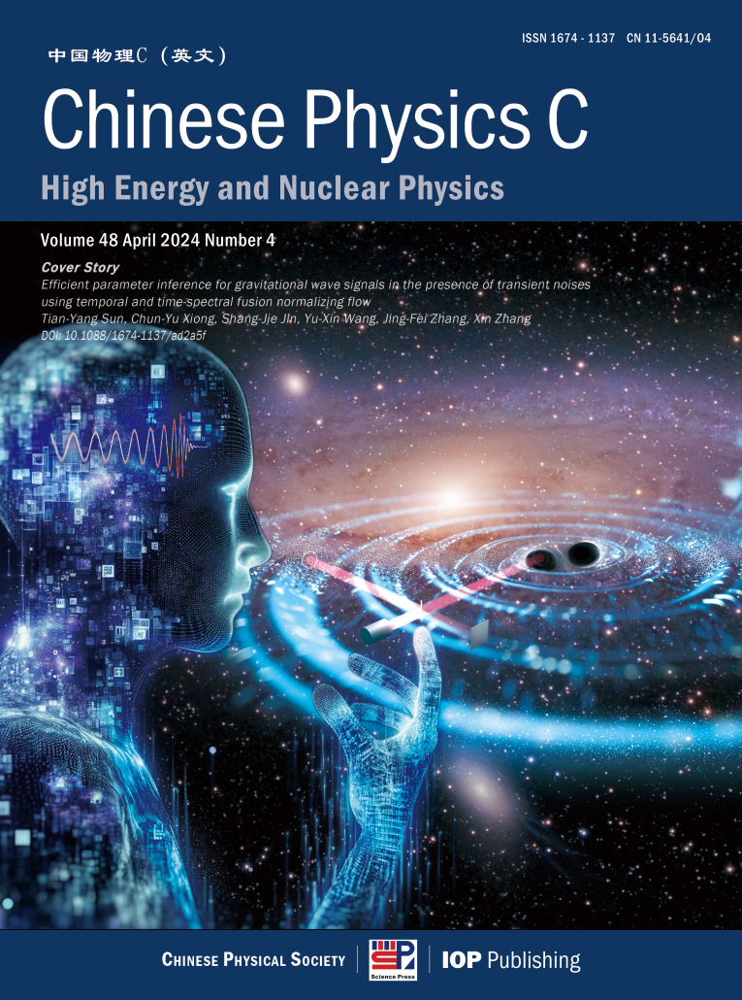 ISSN 1674 - 1137 CN 11-5641/O4
中国物理C (英文)
Chinese Physics C
High Energy and Nuclear Physics
Volume 48 April 2024 Number 4
Cover Story
Efficient parameter inference for gravitational wave signals in the presence of transient noises
using temporal and time-spectral fusion normalizing flow
Tian-Yang Sun, Chun-Yu Xiong, Shang-Jie Jin, Yu-Xin Wang, Jing-Fei Zhang, Xin Zhang
DOI: 10.1088/1674-1137/ad2a5f
CHINESE PHYSICAL SOCIETY
Science Press
IOP Publishing